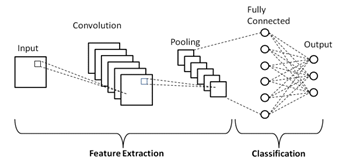 Fully
Connected
Convolution
Input
Pooling
Output
Feature Extraction
Classification